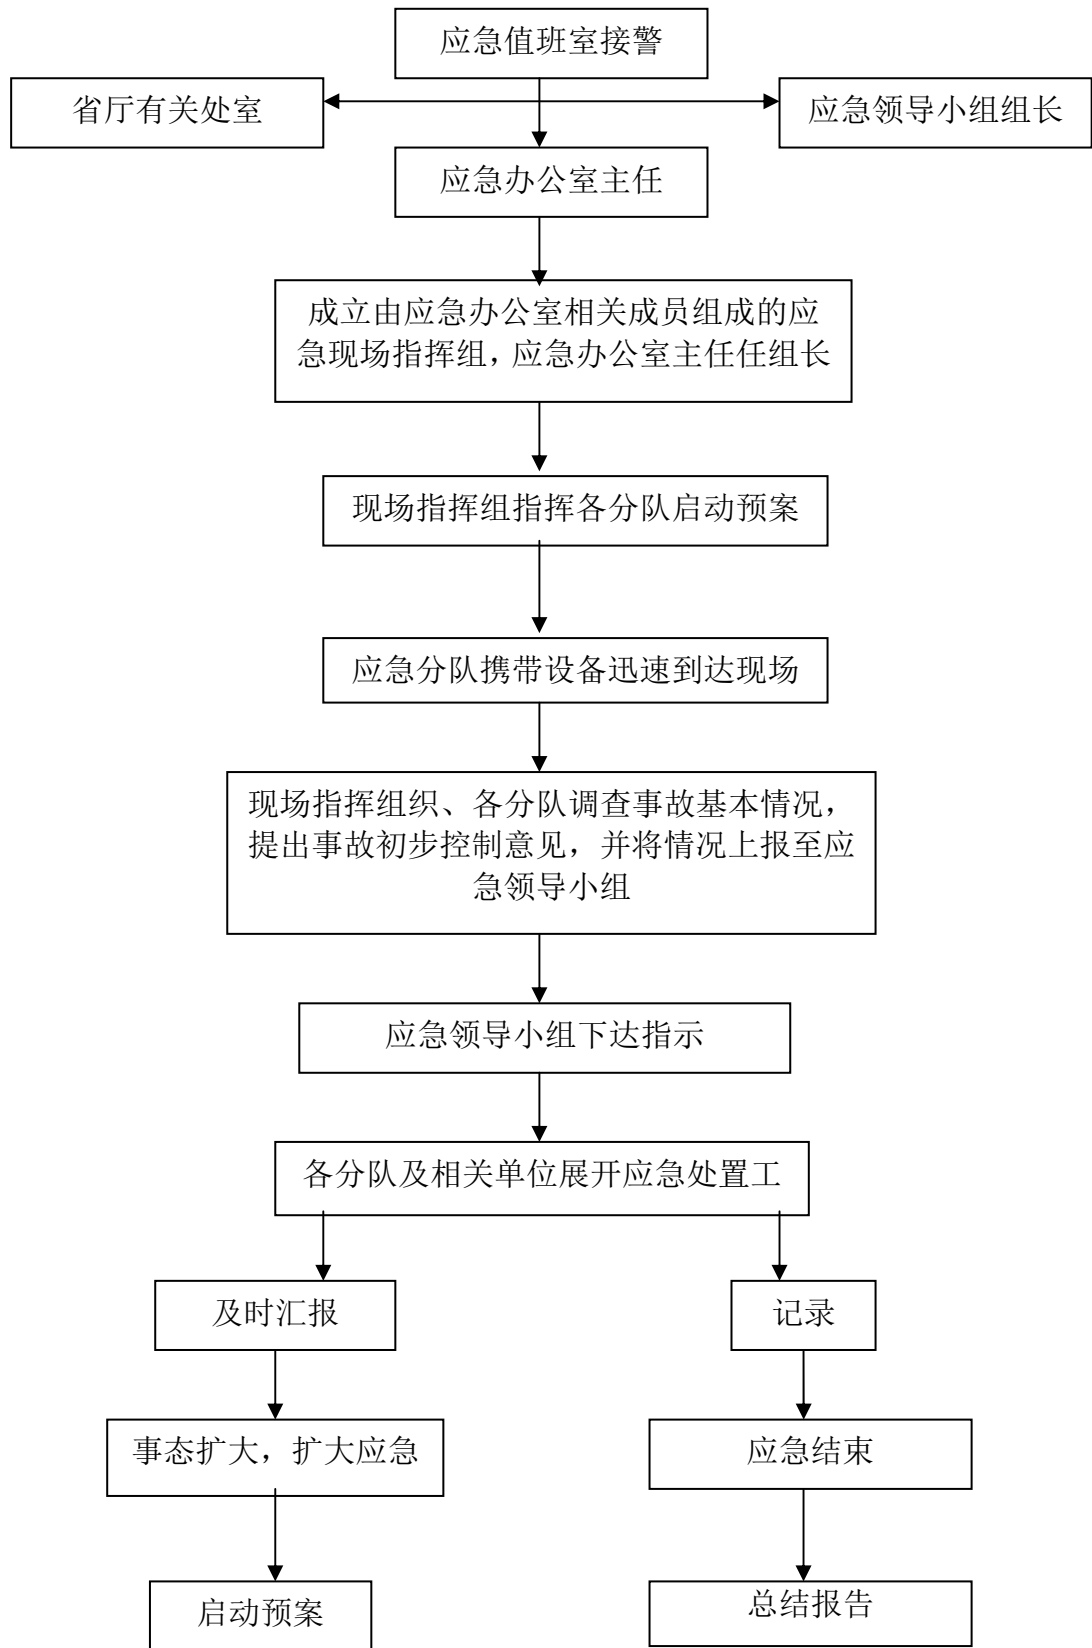 应急值班室接警
省厅有关处室
应急领导小组组长
应急办公室主任
成立由应急办公室相关成员组成的应
急现场指挥组，应急办公室主任任组长
现场指挥组指挥各分队启动预案
应急分队携带设备迅速到达现场
现场指挥组织、各分队调查事故基本情况，
提出事故初步控制意见，并将情况上报至应
急领导小组
应急领导小组下达指示
各分队及相关单位展开应急处置工
及时汇报
记录
事态扩大，扩大应急
应急结束
启动预案
总结报告